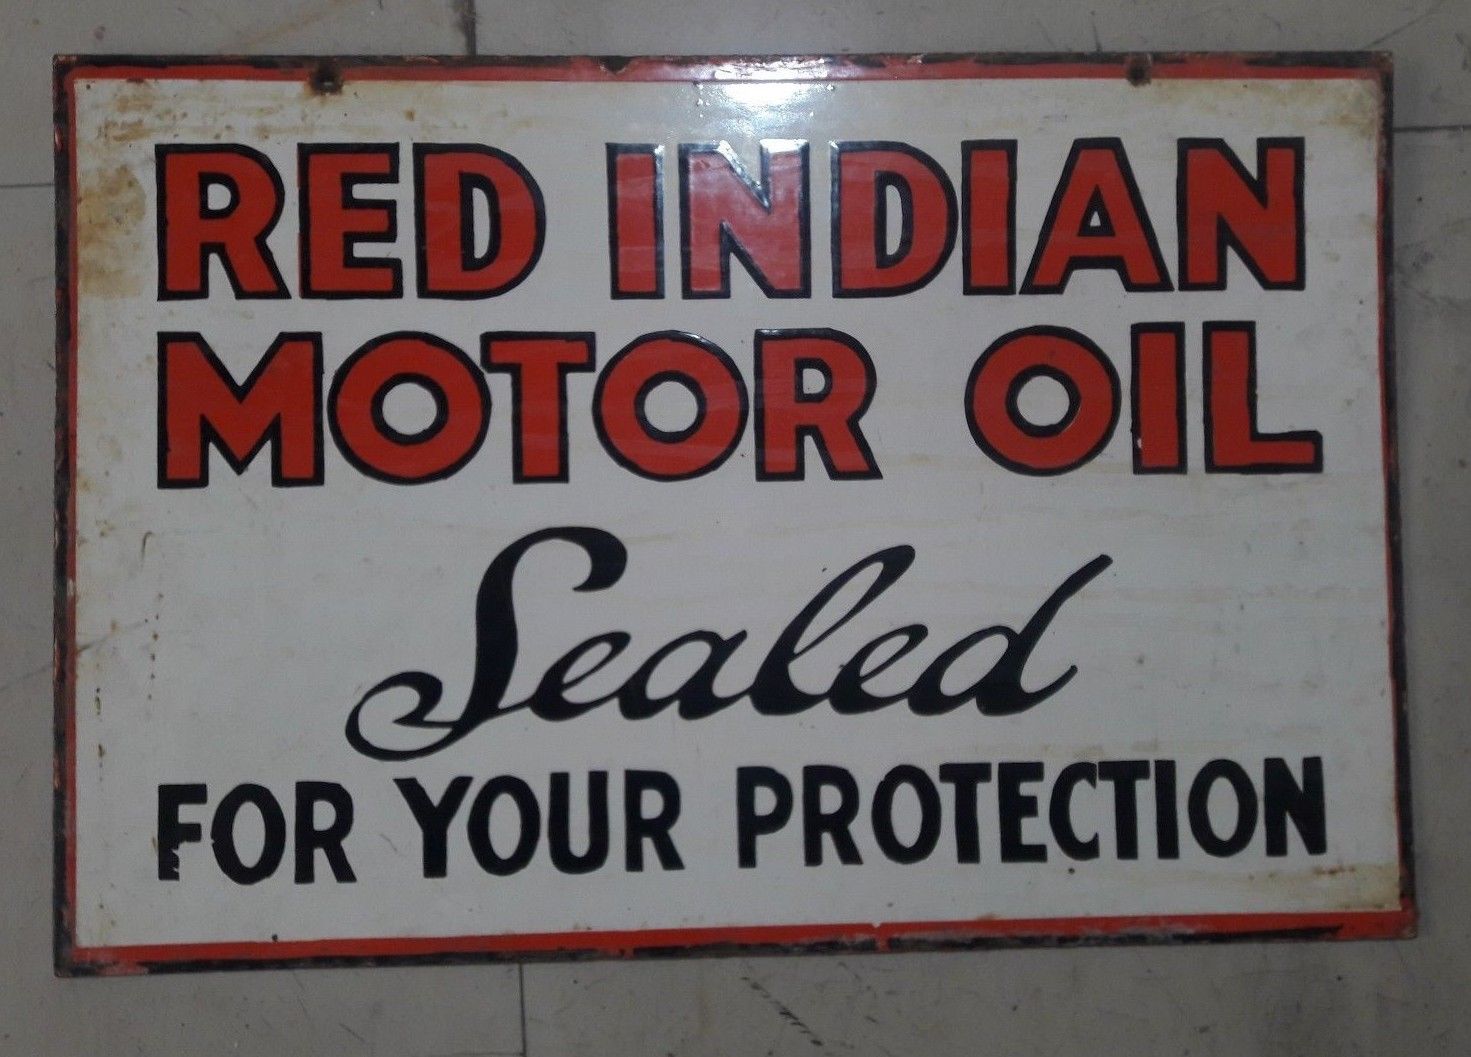 RED INDIAN
MOTOR OIL
Sealed
FOR YOUR PROTECTION